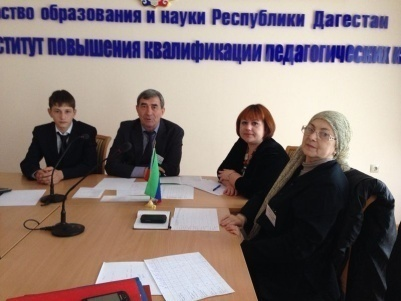 ство образования и науки Республики Дагестан
ститут повышения квалификации педагогических